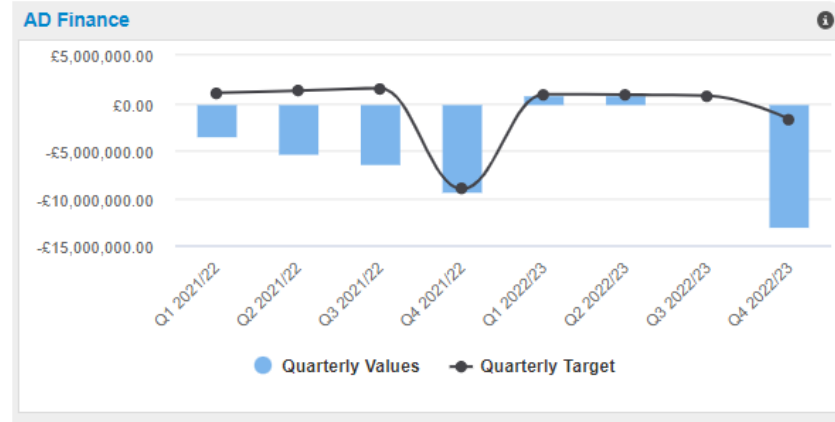 AD Finance
£5,000,000.00
£0.00
-£5,000,000.00
-£10,000,000.00
-£15,000,000.00
Q1 2021/22
Q2 2021/22
Q3 2021/22
Q4 2021/22
Q1 2022/23
Q2 2022/23
Q3 2022/23
Q4 2022/23
Quarterly Values
Quarterly Target